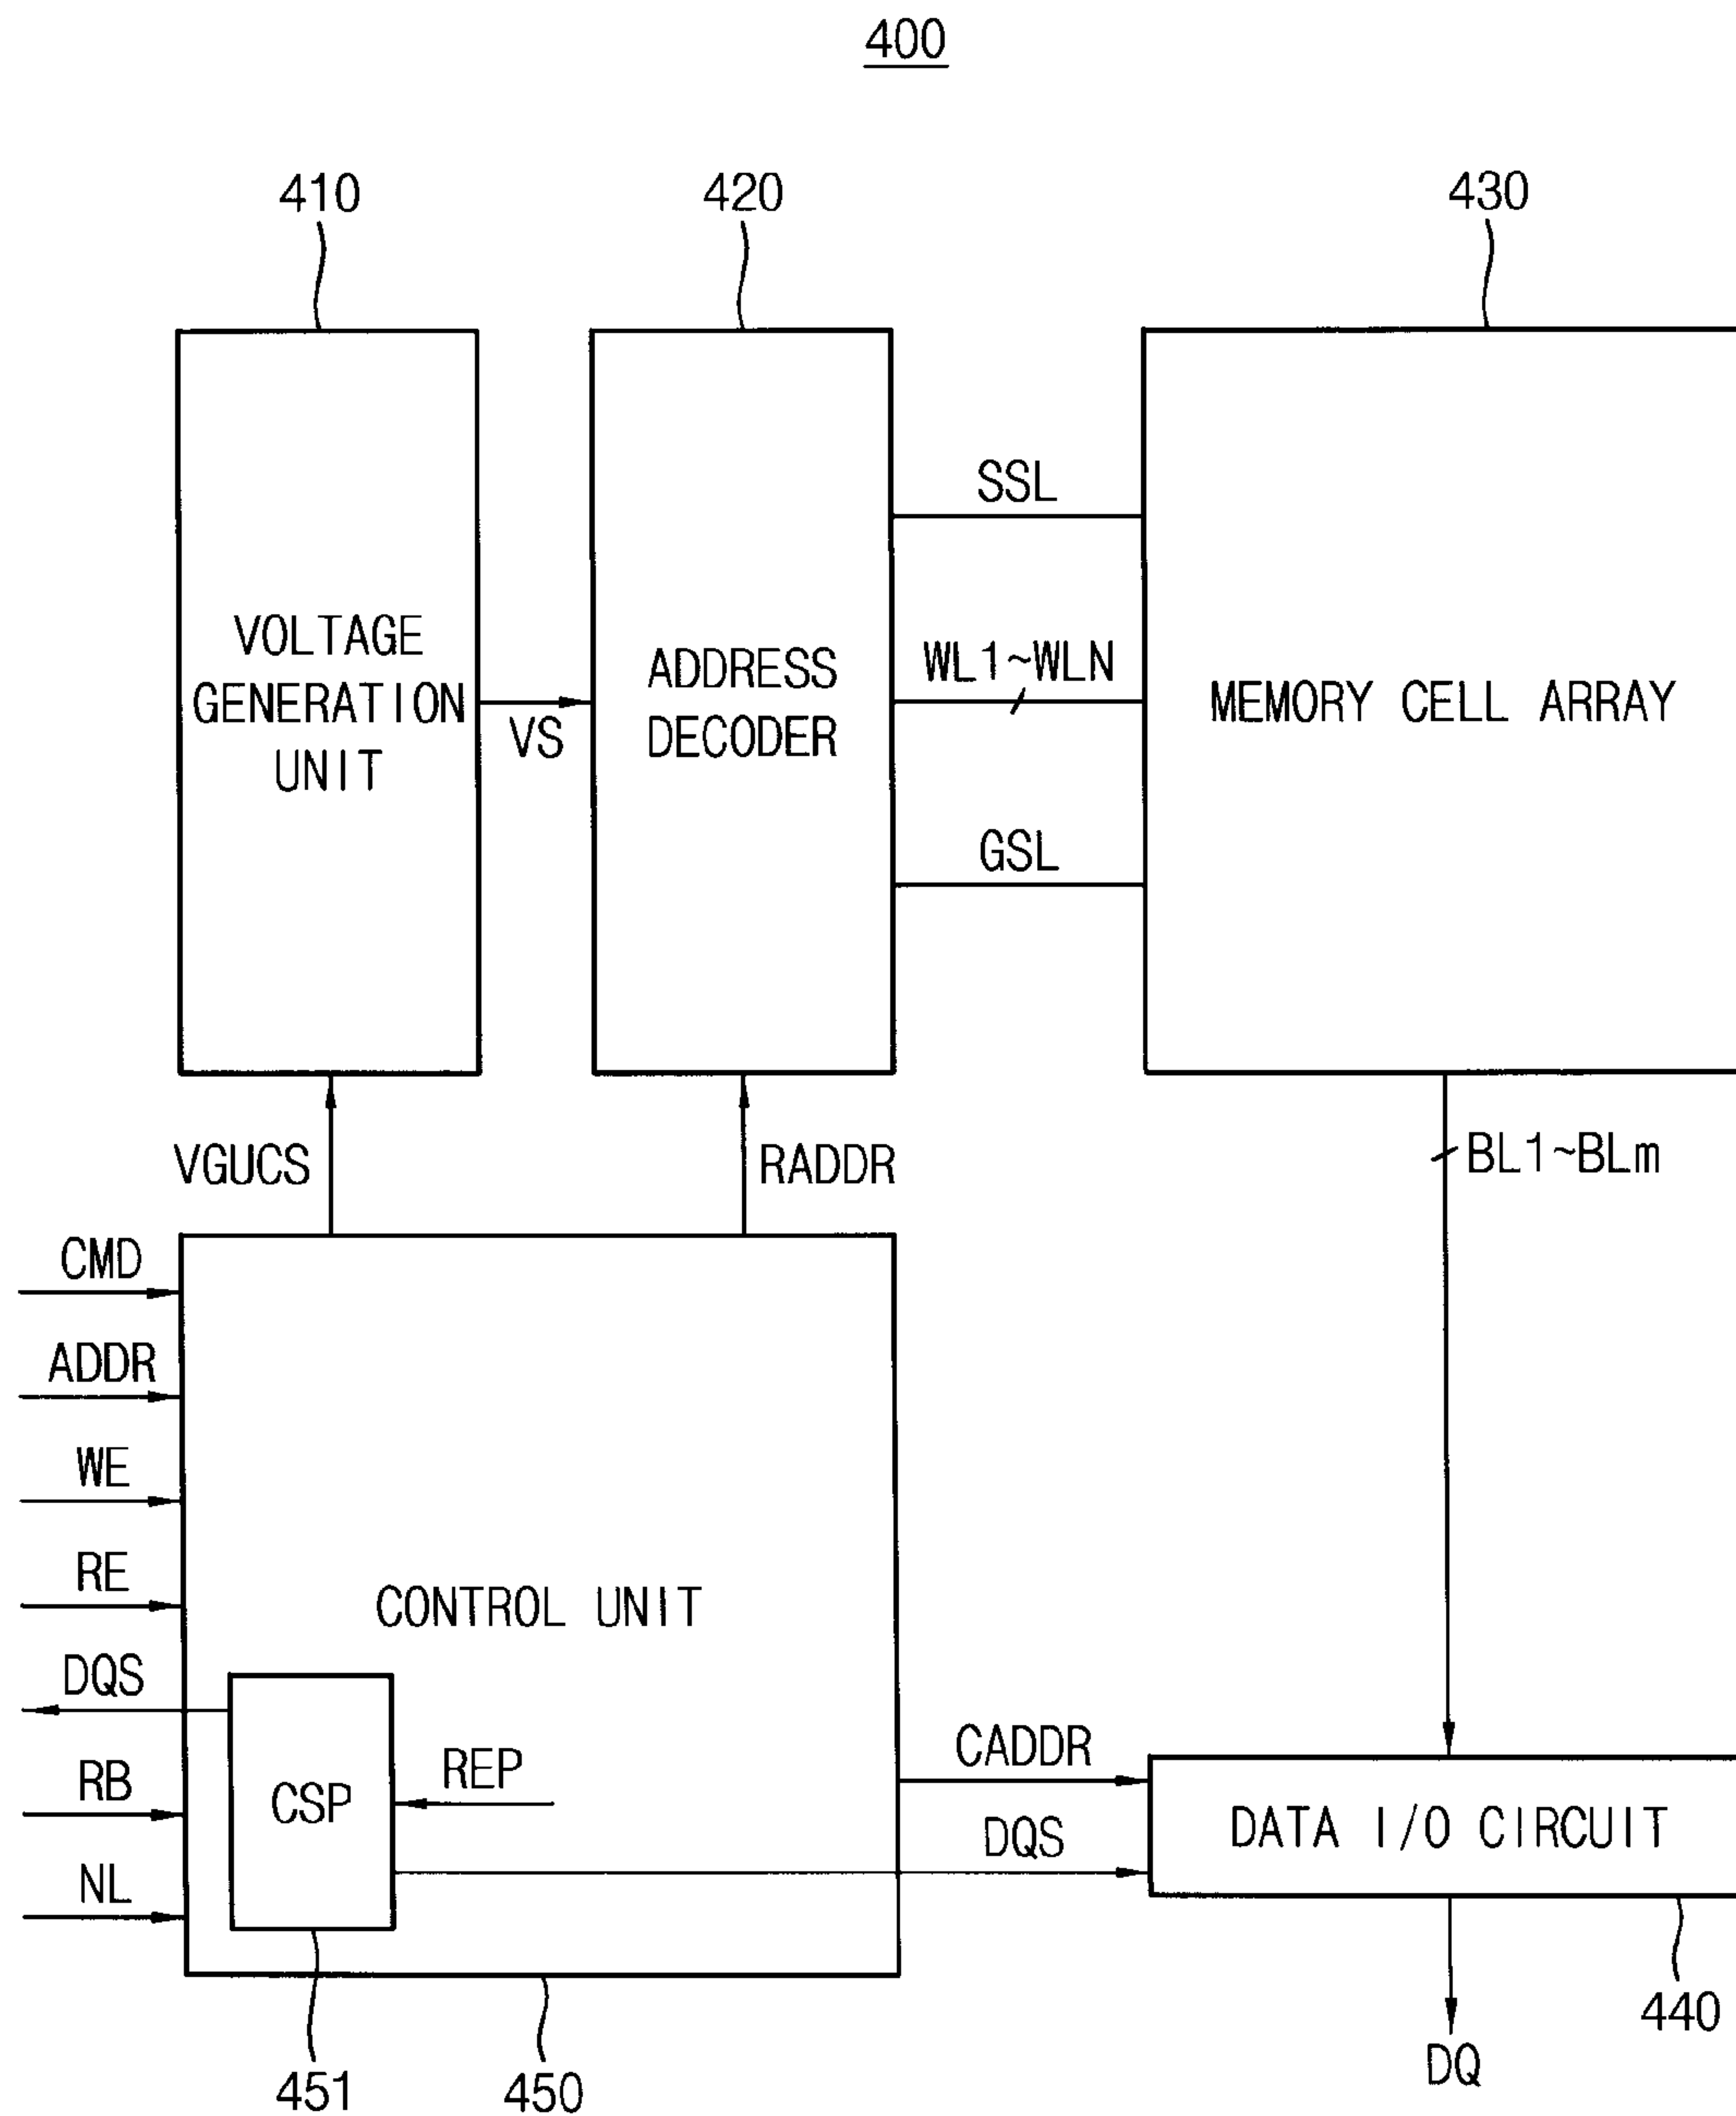 400
410
420
430
VOLTAGE
GENERATION
UNIT
VS
ADDRESS
DECODER
SSL
WL1~WLN
GSL
MEMORY CELL ARRAY
VGUCS
RADDR
BL1~BLm
CMD
ADDR
WE
RE
DQS
RB
NL
CONTROL UNIT
CSP
REP
CADDR
DQS
DATA I/O CIRCUIT
440
DQ
451
450